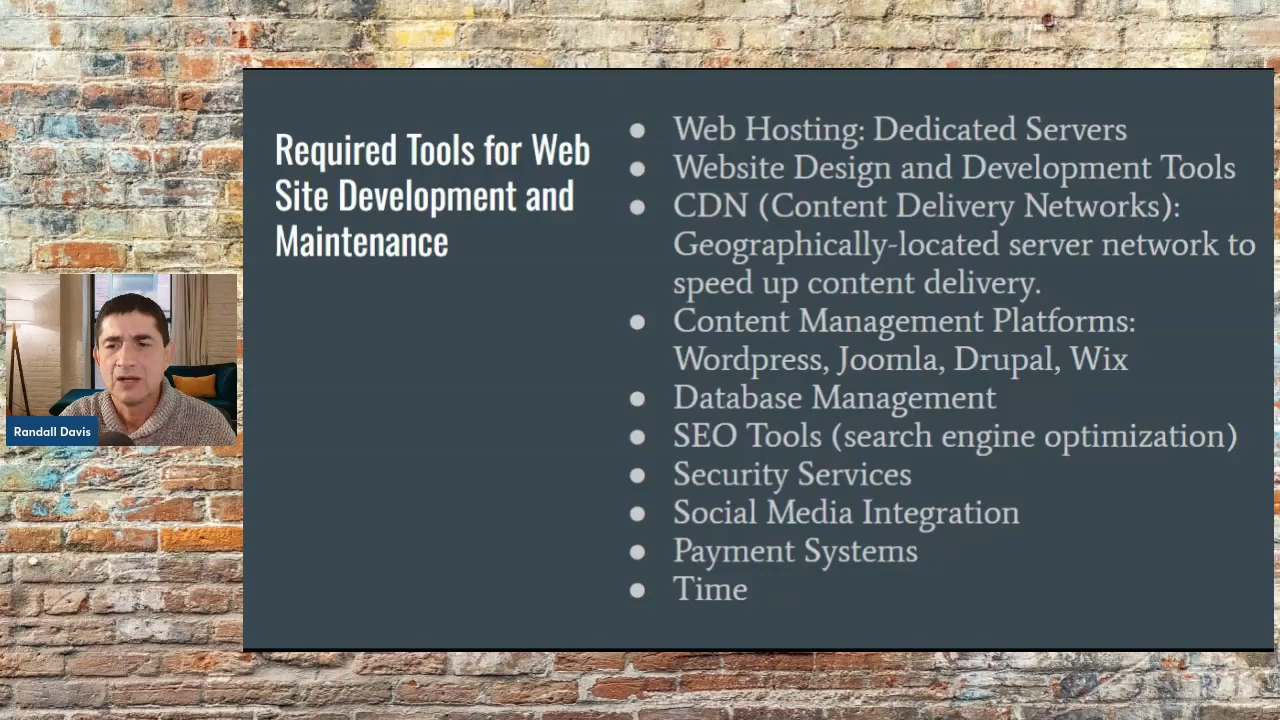 Required Tools for Web
Site Development and
Maintenance
● Web Hosting: Dedicated Servers
● Website Design and Development Tools
● CDN (Content Delivery Networks):
Geographically-located server network to
speed up content delivery.
● Content Management Platforms:
Wordpress, Joomla, Drupal, Wix
● Database Management
● SEO Tools (search engine optimization)
● Security Services
● Social Media Integration
● Payment Systems
● Time
Randall Davis